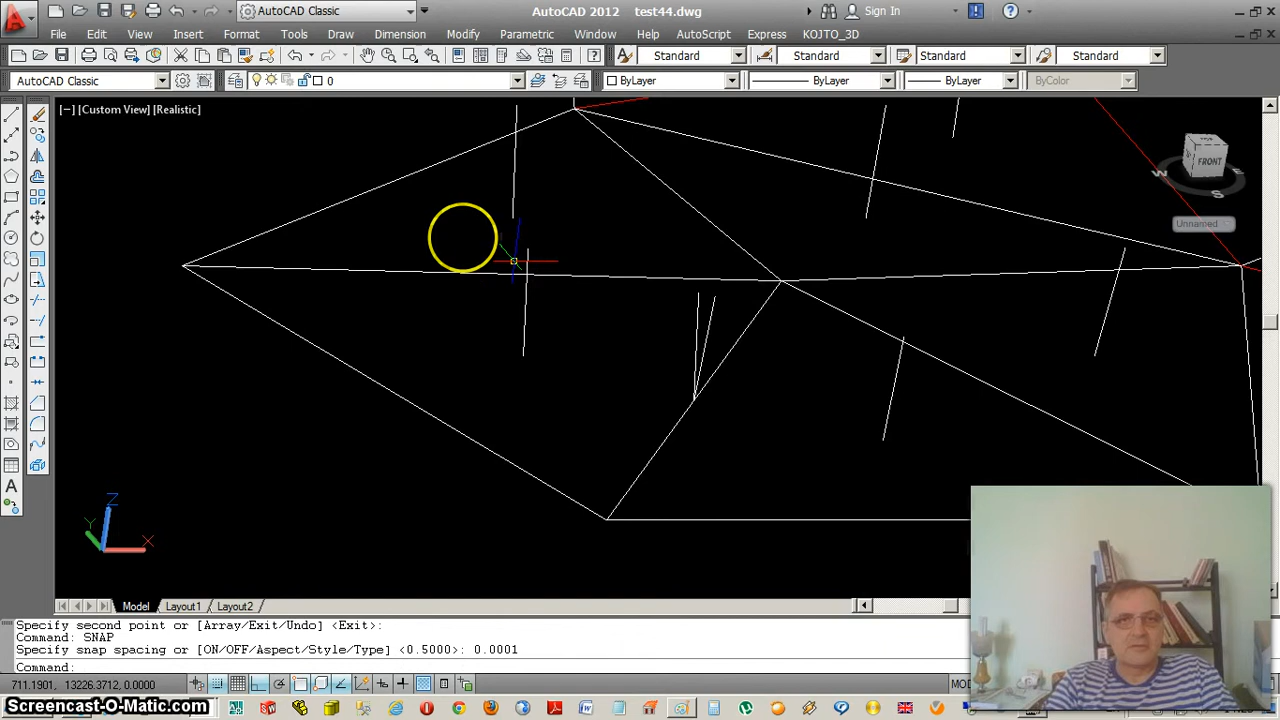 AutoCAD Classic
AutoCAD 2012 test44.dwg
Sign In
File Edit View Insert Format Tools Draw Dimension Modify Parametric Window Help AutoScript Express KOJTO_3D
Standard Standard Standard Standard
AutoCAD Classic 0 ByLayer ByLayer ByLayer ByColor
[−] [Custom View] [Realistic]
FRONT
W
E
S
Unnamed
Z
Y
X
A
Model Layout1 Layout2
Specify second point or [Array/Exit/Undo] <Exit>:
Command: SNAP
Specify snap spacing or [ON/OFF/Aspect/Style/Type] <0.5000>: 0.0001
Command:
711.1901, 13226.3712, 0.0000
Screencast-O-Matic.com